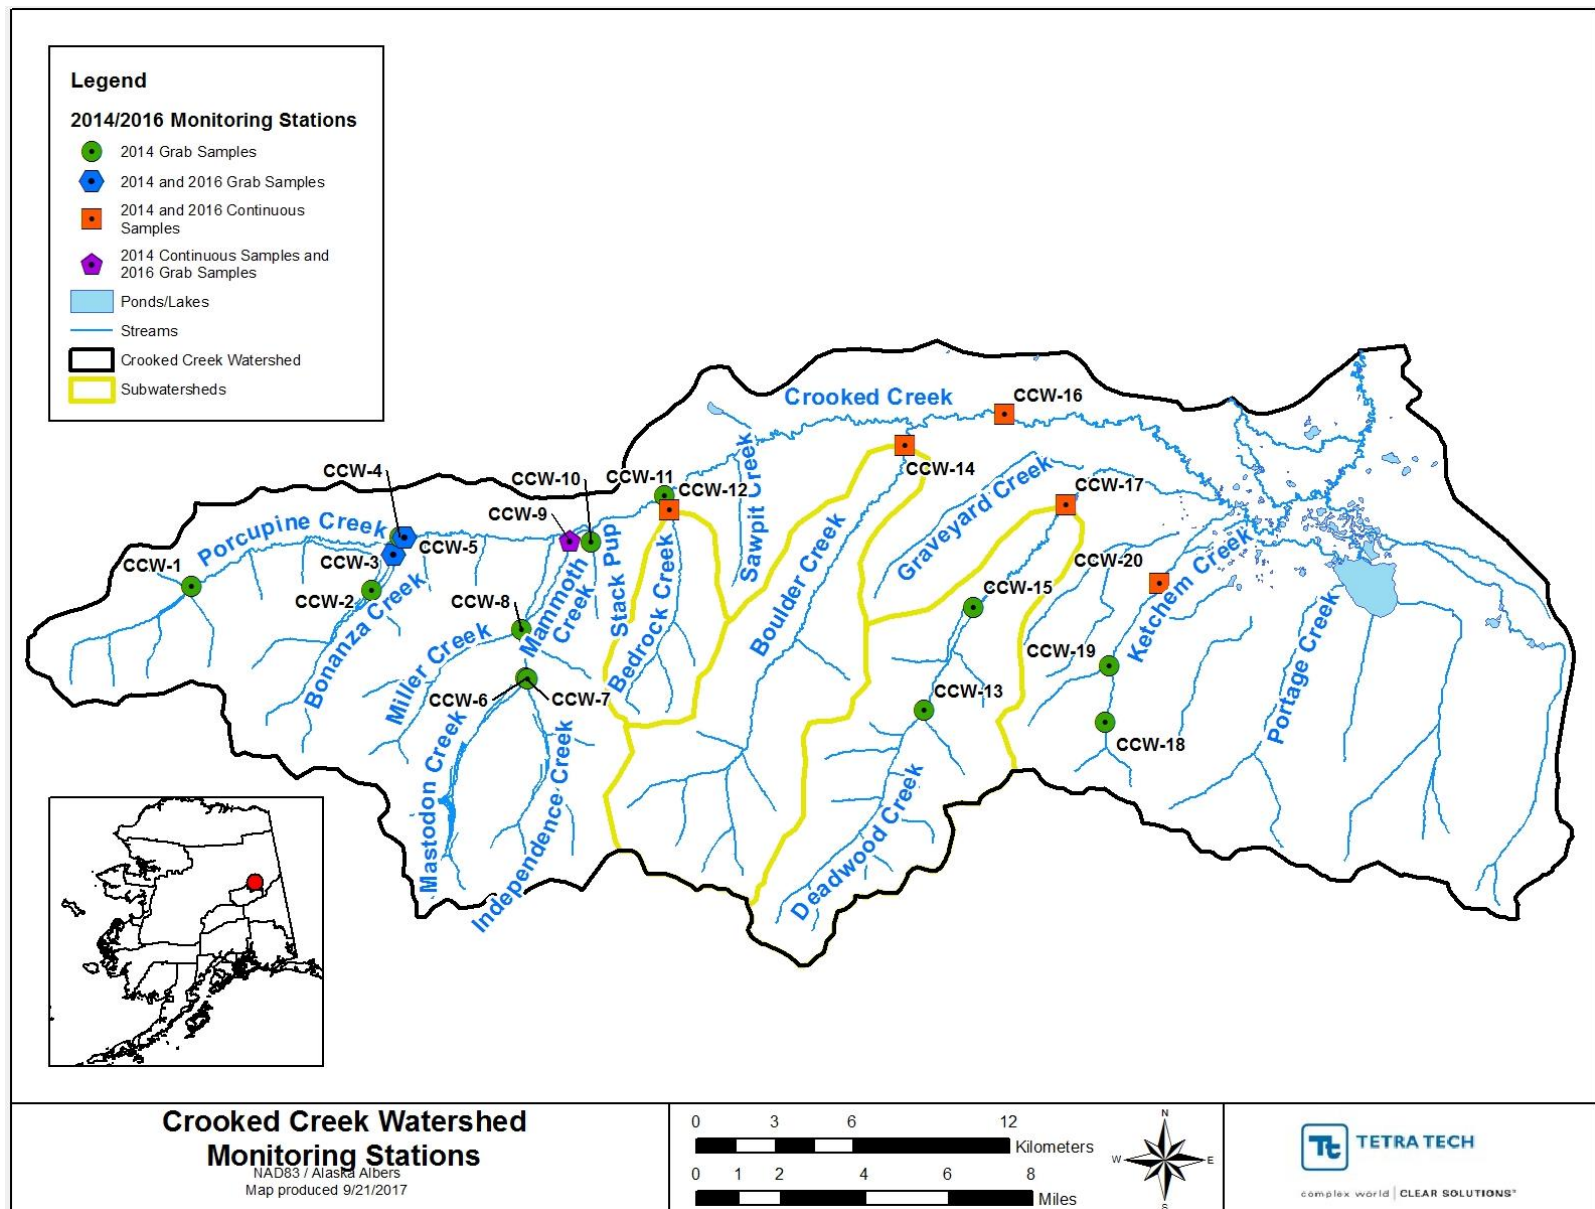 Legend
2014/2016 Monitoring Stations
2014 Grab Samples
2014 and 2016 Grab Samples
2014 and 2016 Continuous
Samples
2014 Continuous Samples and
2016 Grab Samples
Ponds/Lakes
Streams
Crooked Creek Watershed
Subwatersheds
Crooked Creek
CCW-16
CCW-4
CCW-10
CCW-11
CCW-12
CCW-14
CCW-17
CCW-9
CCW-5
CCW-3
CCW-1
CCW-2
CCW-8
CCW-20
CCW-15
CCW-19
CCW-6
CCW-7
CCW-13
CCW-18
Porcupine Creek
Bonanza Creek
Miller Creek
Mammoth
Creek
Stack Pup
Bedrock Creek
Sawpit Creek
Boulder Creek
Graveyard Creek
Ketchem Creek
Portage Creek
Mastodon Creek
Independence Creek
Deadwood Creek
Crooked Creek Watershed
Monitoring Stations
NAD83 / Alaska Albers
Map produced 9/21/2017
0 3 6 12
Kilometers
0 1 2 4 6 8
Miles
N
W E
S
Tt TETRA TECH
complex world | CLEAR SOLUTIONS™